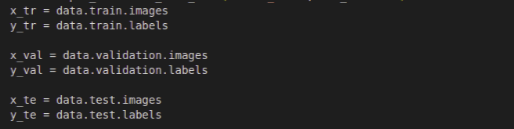 x_tr = data.train.images
y_tr = data.train.labels
x_val = data.validation.images
y_val = data.validation.labels
x_te = data.test.images
y_te = data.test.labels